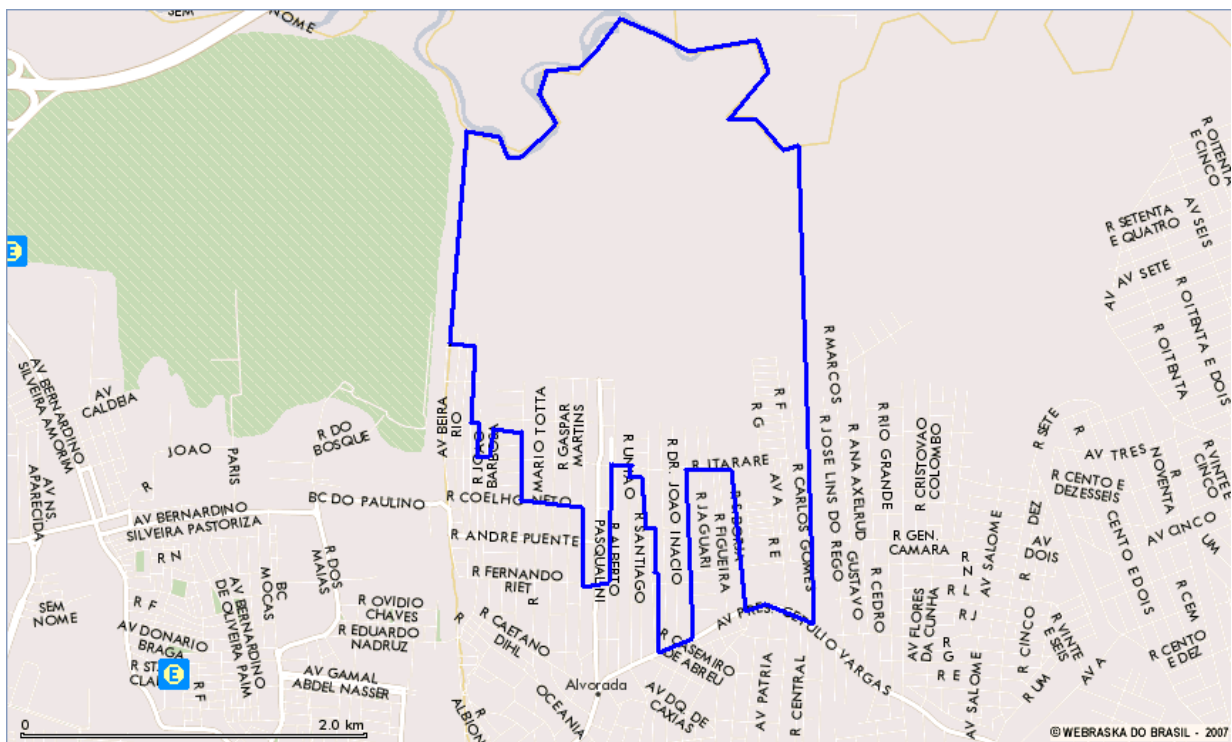 SEM
NOME
R OITENTA
E CINCO
AV SEIS
R SETENTA
E QUATRO
AV SETE
AV
R OITENTA E DOIS
R OITENTA
AV BERNARDINO
SILVEIRA AMORIM
AV
CALDEIA
JOAO
PARIS
R
R DO
BOSQUE
AV BEIRA
RIO
R JOAO
BARBOSA
MARIO TOTTA
R GASPAR
MARTINS
R UNIAO
R DR. JOAO INACIO
R ITARARE
R G
R F
AV A
R E
R MARCOS
R JOSE LINS DO REGO
R ANA AXELRUD
R RIO GRANDE
R CRISTOVAO
COLOMBO
R SETE
R
AV TRES
R CENTO E
DEZESSEIS
NOVENTA
R
R VINTE
CINCO
AV CINCO
UM
AV NS.
APARECIDA
AV BERNARDINO
SILVEIRA PASTORIZA
BC DO PAULINO
R COELHO NETO
R ANDRE PUENTE
R FERNANDO
RIET
R
PASQUALINI
R ALBERTO
R SANTIAGO
R JAGUARI
R FIGUEIRA
R S BORJA
R CARLOS GOMES
GUSTAVO
R CEDRO
R GEN.
CAMARA
R N
R L
R J
AV SALOME
R DEZ
AV
DOIS
CENTO E DOIS
R CEM
R CENTO
E DEZ
R N
R F
SEM
NOME
AV DONARIO
BRAGA
R STA
CLA
R F
AV BERNARDINO
DE OLIVEIRA PAIM
BC
MOCAS
R DOS
MAIAS
R OVIDIO
CHAVES
R EDUARDO
NADRUZ
AV GAMAL
ABDEL NASSER
R
ALBION
R CAETANO
DIHL
OCEANIA
Alvorada
R CASEMIRO
DE ABREU
AV DQ. DE
CAXIAS
AV PRES. GETULIO VARGAS
AV PATRIA
R CENTRAL
AV FLORES
DA CUNHA
R
G
R E
AV SALOME
R CINCO
R UM
R VINTE
E SEIS
AV A
E
E
0
2.0 km
© WEBRASKA DO BRASIL - 2007